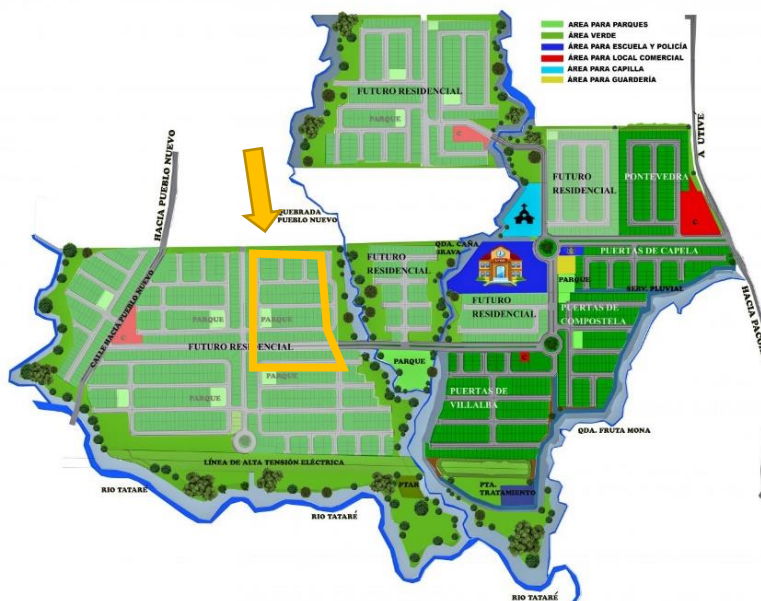 AREA PARA PARQUES
ÁREA VERDE
ÁREA PARA ESCUELA Y POLICÍA
ÁREA PARA LOCAL COMERCIAL
ÁREA PARA CAPILLA
ÁREA PARA GUARDERÍA
FUTURO RESIDENCIAL
PARQUE
C
A UTIVÉ
HACIA PUEBLO NUEVO
QUEBRADA
PUEBLO NUEVO
FUTURO
RESIDENCIAL
PONTEVEDRA
C
QDA. CAÑA
BRAVA
FUTURO
RESIDENCIAL
PUERTAS DE CAPELA
CALLE HACIA PUEBLO NUEVO
PARQUE
SERV. PLUVIAL
HACIA PACORA
PARQUE
PARQUE
FUTURO
RESIDENCIAL
PUERTAS DE
COMPOSTELA
C
FUTURO RESIDENCIAL
PARQUE
C
PARQUE
PARQUE
PUERTAS DE
VILLALBA
QDA. FRUTA MONA
LÍNEA DE ALTA TENSIÓN ELÉCTRICA
RIO TATARÉ
PTAR
PTA.
TRATAMIENTO
RIO TATARÉ
RIO TATARÉ